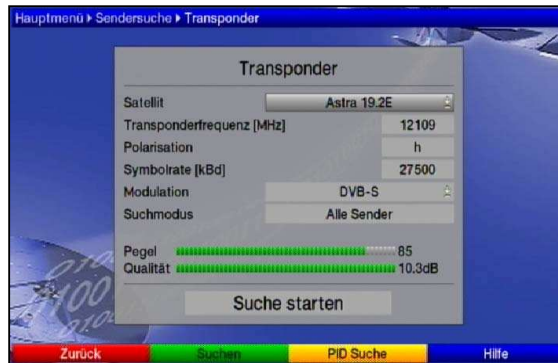 Hauptmenü ▸ Sendersuche ▸ Transponder
Transponder
Satellit Astra 19.2E
Transponderfrequenz [MHz] 12109
Polarisation h
Symbolrate [kBd] 27500
Modulation DVB-S
Suchmodus Alle Sender
Pegel 85
Qualität 10.3dB
Suche starten
Zurück Suchen PID Suche Hilfe